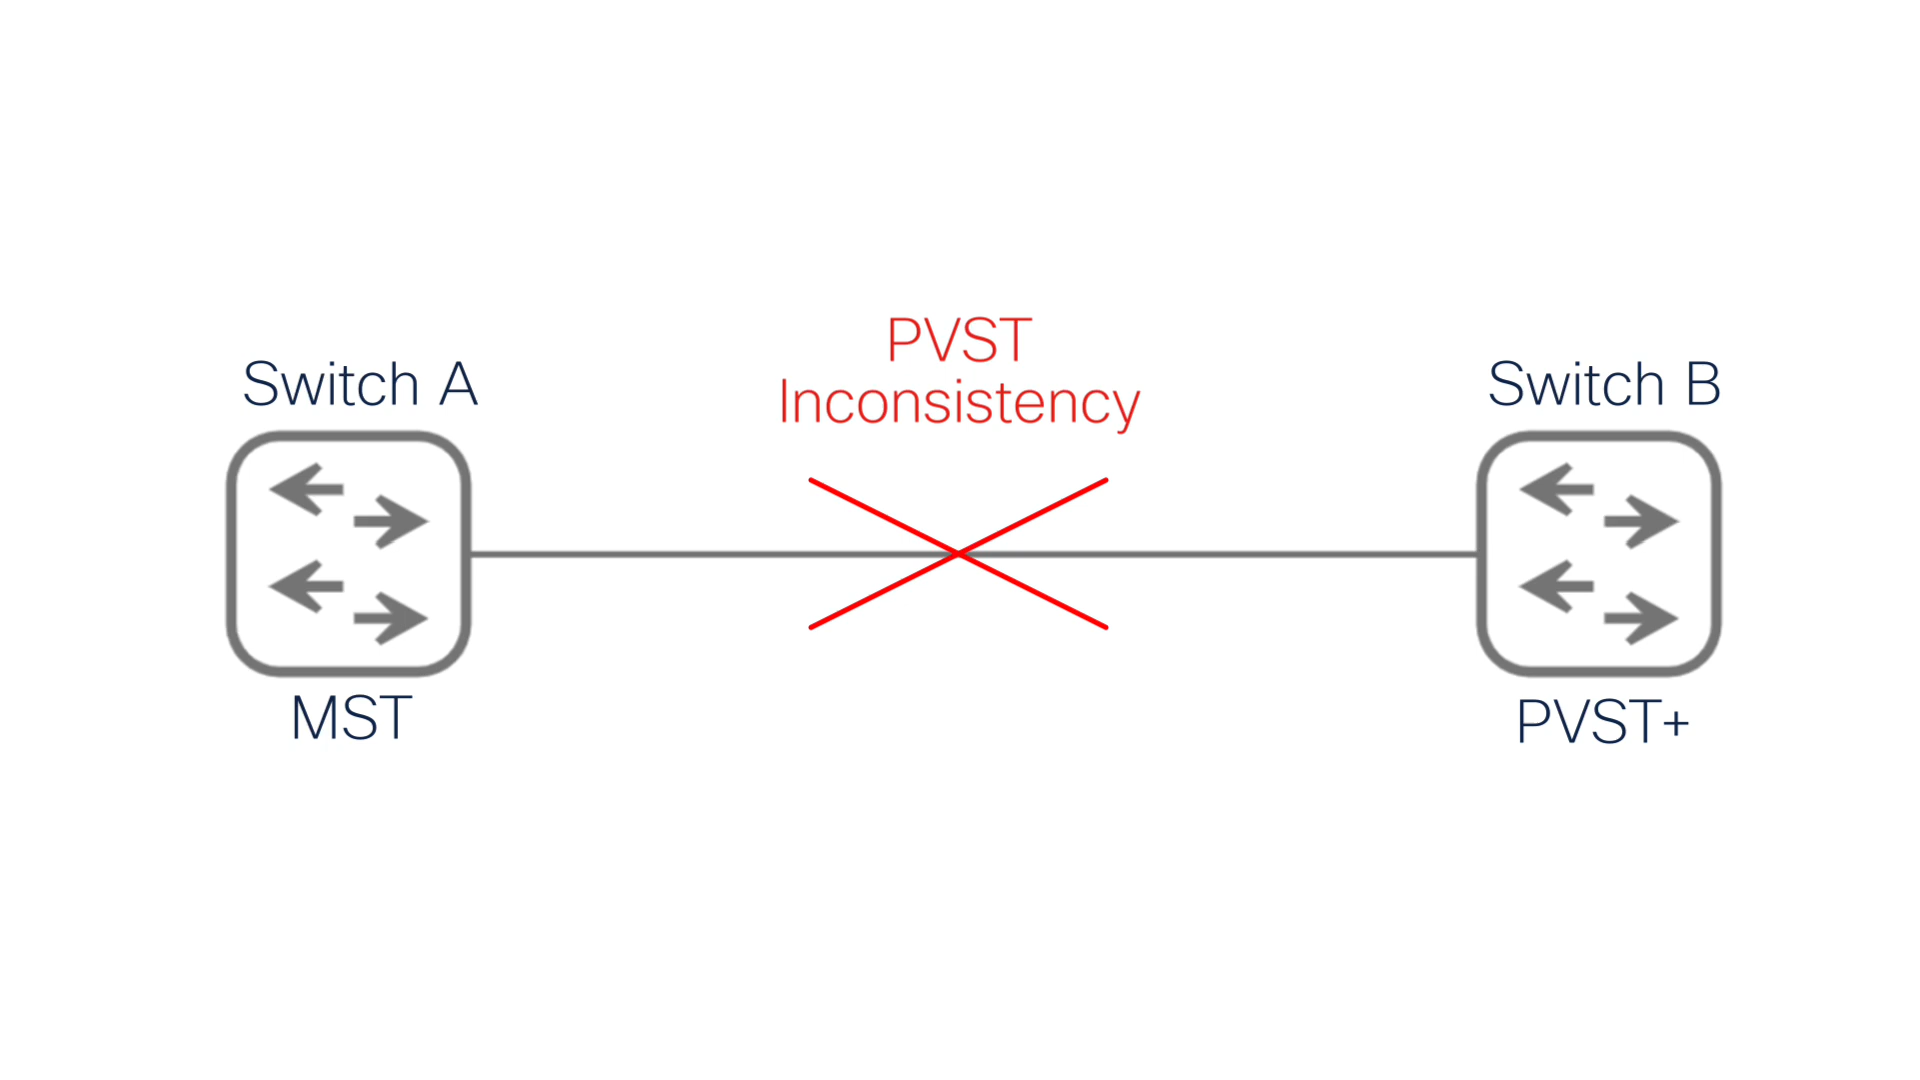 PVST
Inconsistency
Switch A
Switch B
MST
PVST+